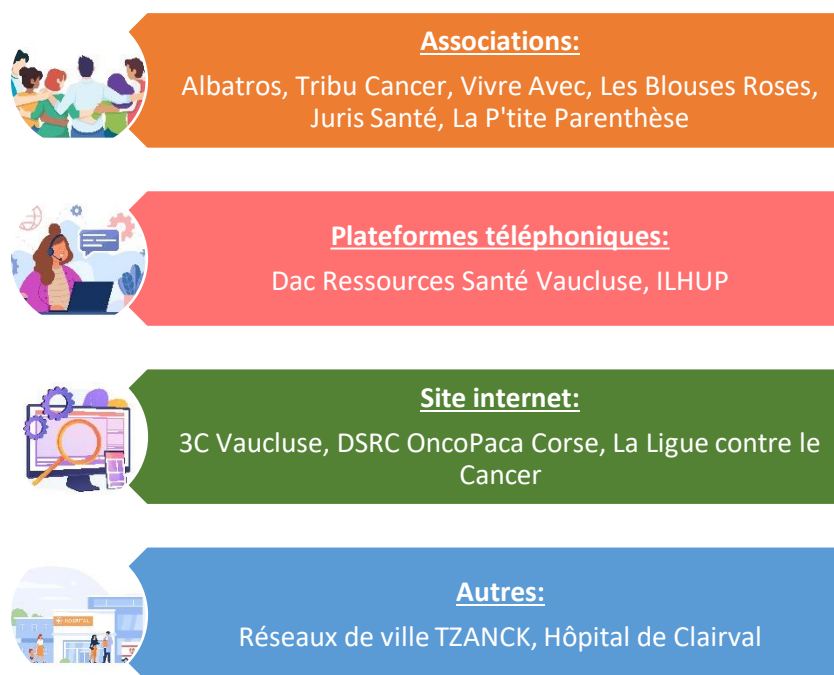 Associations:
Albatros, Tribu Cancer, Vivre Avec, Les Blouses Roses,
Juris Santé, La P'tite Parenthèse
Plateformes téléphoniques:
Dac Ressources Santé Vaucluse, ILHUP
Site internet:
3C Vaucluse, DSRC OncoPaca Corse, La Ligue contre le
Cancer
Autres:
HOSPITAL
Réseaux de ville TZANCK, Hôpital de Clairval